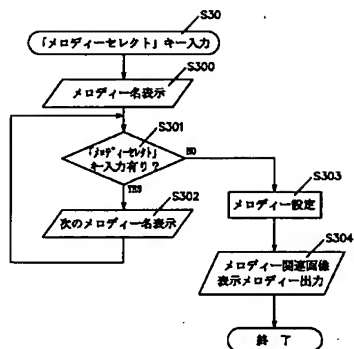 S30
「メロディーセレクト」キー入力
S300
メロディー名表示
S301
「メロディーセレクト」
キー入力有り?
NO
YES
S302
次のメロディー名表示
S303
メロディー設定
S304
メロディー関連画像
表示メロディー出力
終了